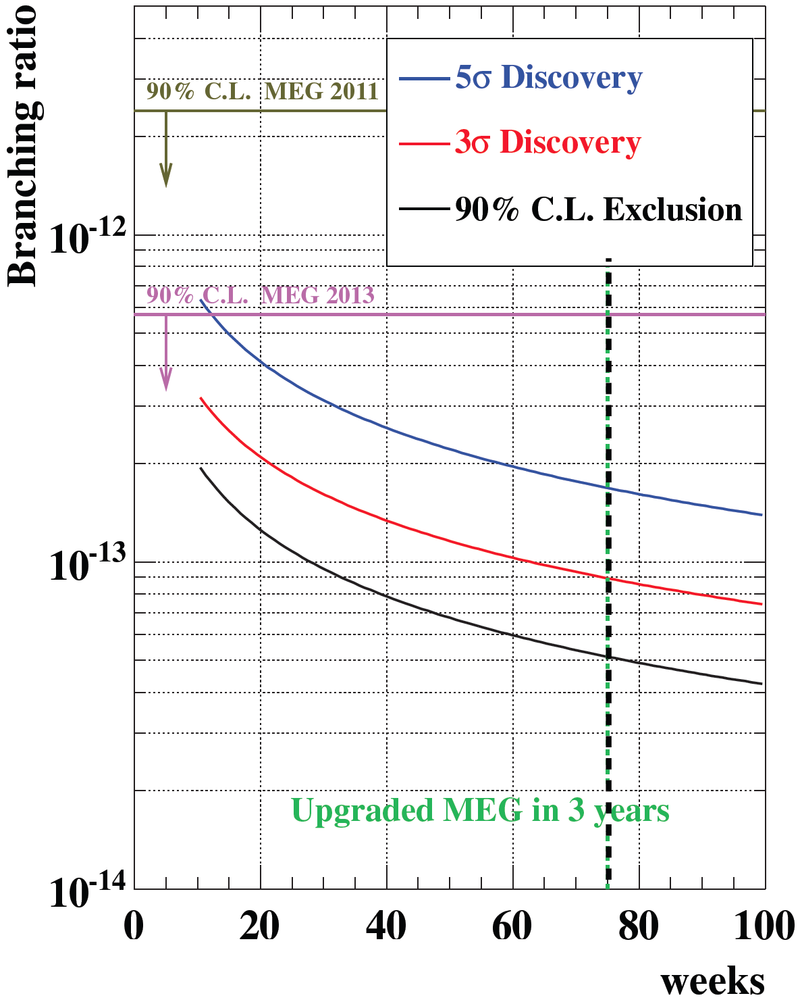 Branching ratio
90% C.L. MEG 2011
5σ Discovery
3σ Discovery
90% C.L. Exclusion
10-12
90% C.L. MEG 2013
10-13
Upgraded MEG in 3 years
10-14
0 20 40 60 80 100
weeks